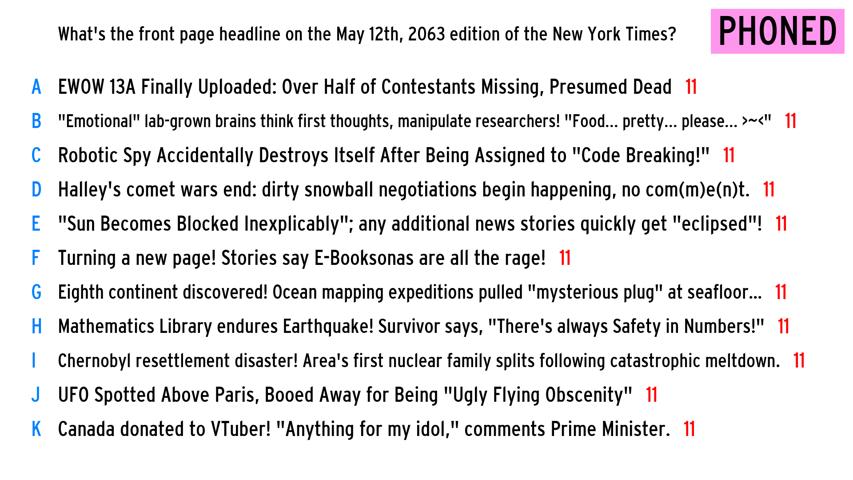 What's the front page headline on the May 12th, 2063 edition of the New York Times?
PHONED
A EWOW 13A Finally Uploaded: Over Half of Contestants Missing, Presumed Dead 11
B "Emotional" lab-grown brains think first thoughts, manipulate researchers! "Food... pretty... please... >~<" 11
C Robotic Spy Accidentally Destroys Itself After Being Assigned to "Code Breaking!" 11
D Halley's comet wars end: dirty snowball negotiations begin happening, no com(m)e(n)t. 11
E "Sun Becomes Blocked Inexplicably"; any additional news stories quickly get "eclipsed"! 11
F Turning a new page! Stories say E-Booksonas are all the rage! 11
G Eighth continent discovered! Ocean mapping expeditions pulled "mysterious plug" at seafloor... 11
H Mathematics Library endures Earthquake! Survivor says, "There's always Safety in Numbers!" 11
I Chernobyl resettlement disaster! Area's first nuclear family splits following catastrophic meltdown. 11
J UFO Spotted Above Paris, Booed Away for Being "Ugly Flying Obscenity" 11
K Canada donated to VTuber! "Anything for my idol," comments Prime Minister. 11